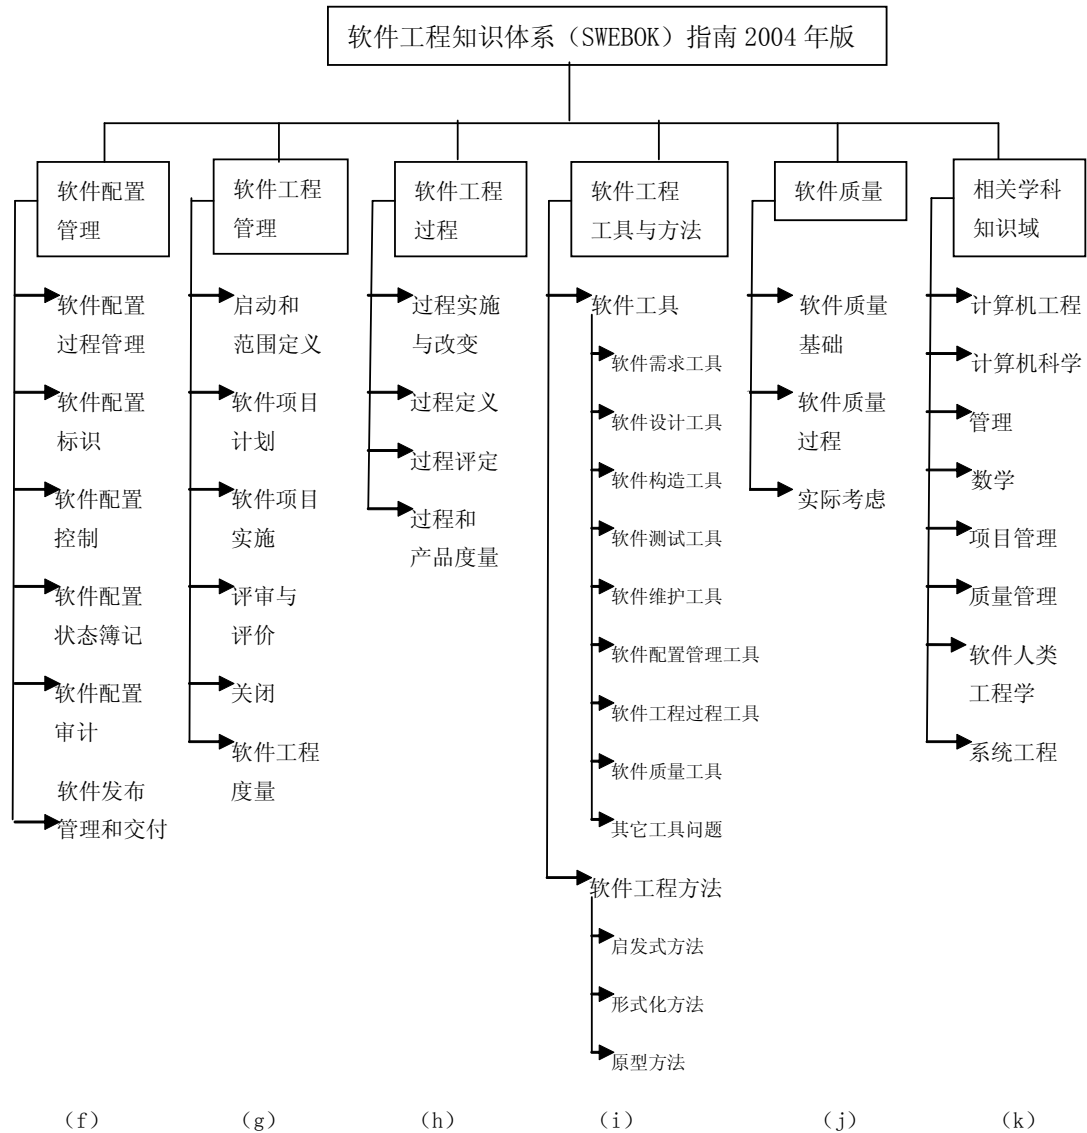 软件工程知识体系（SWEBOK）指南 2004 年版
软件配置
管理
软件配置
过程管理
软件配置
标识
软件配置
控制
软件配置
状态簿记
软件配置
审计
软件发布
管理和交付
（f）
软件工程
管理
启动和
范围定义
软件项目
计划
软件项目
实施
评审与
评价
关闭
软件工程
度量
（g）
软件工程
过程
过程实施
与改变
过程定义
过程评定
过程和
产品度量
（h）
软件工程
工具与方法
软件工具
软件需求工具
软件设计工具
软件构造工具
软件测试工具
软件维护工具
软件配置管理工具
软件工程过程工具
软件质量工具
其它工具问题
软件工程方法
启发式方法
形式化方法
原型方法
（i）
软件质量
软件质量
基础
软件质量
过程
实际考虑
（j）
相关学科
知识域
计算机工程
计算机科学
管理
数学
项目管理
质量管理
软件人类
工程学
系统工程
（k）